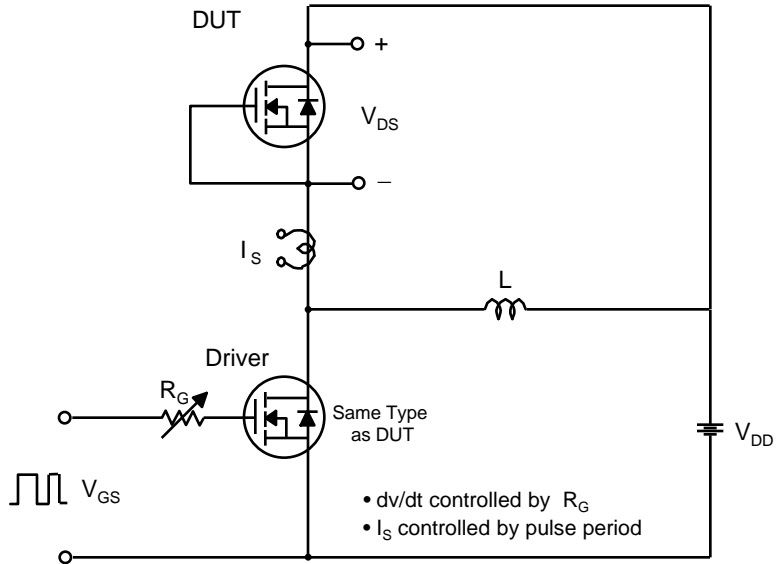 DUT
+
V_DS
−
I_S
L
Driver
R_G
Same Type
as DUT
V_DD
V_GS
• dv/dt controlled by R_G
• I_S controlled by pulse period